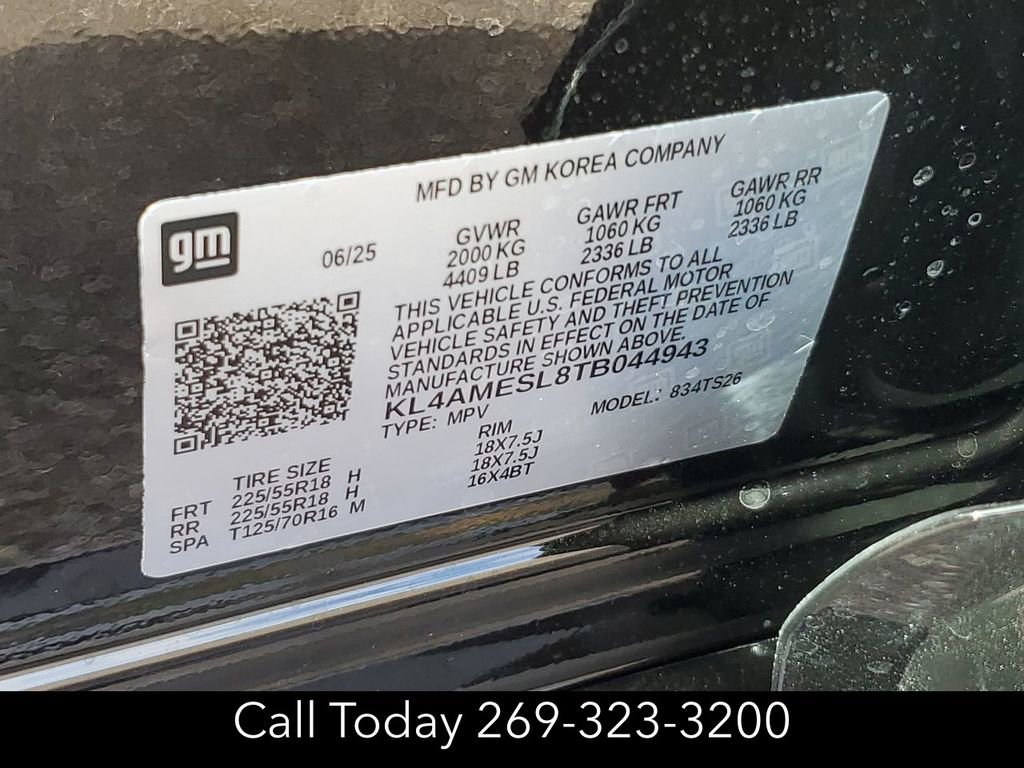 MFD BY GM KOREA COMPANY
gm
06/25
GVWR GAWR FRT GAWR RR
2000 KG 1060 KG 1060 KG
4409 LB 2336 LB 2336 LB
THIS VEHICLE CONFORMS TO ALL
APPLICABLE U.S. FEDERAL MOTOR
VEHICLE SAFETY AND THEFT PREVENTION
STANDARDS IN EFFECT ON THE DATE OF
MANUFACTURE SHOWN ABOVE.
KL4AMESL8TB044943
TYPE: MPV MODEL: 834TS26
TIRE SIZE RIM
FRT 225/55R18 H 18X7.5J
RR 225/55R18 H 18X7.5J
SPA T125/70R16 M 16X4BT
Call Today 269-323-3200